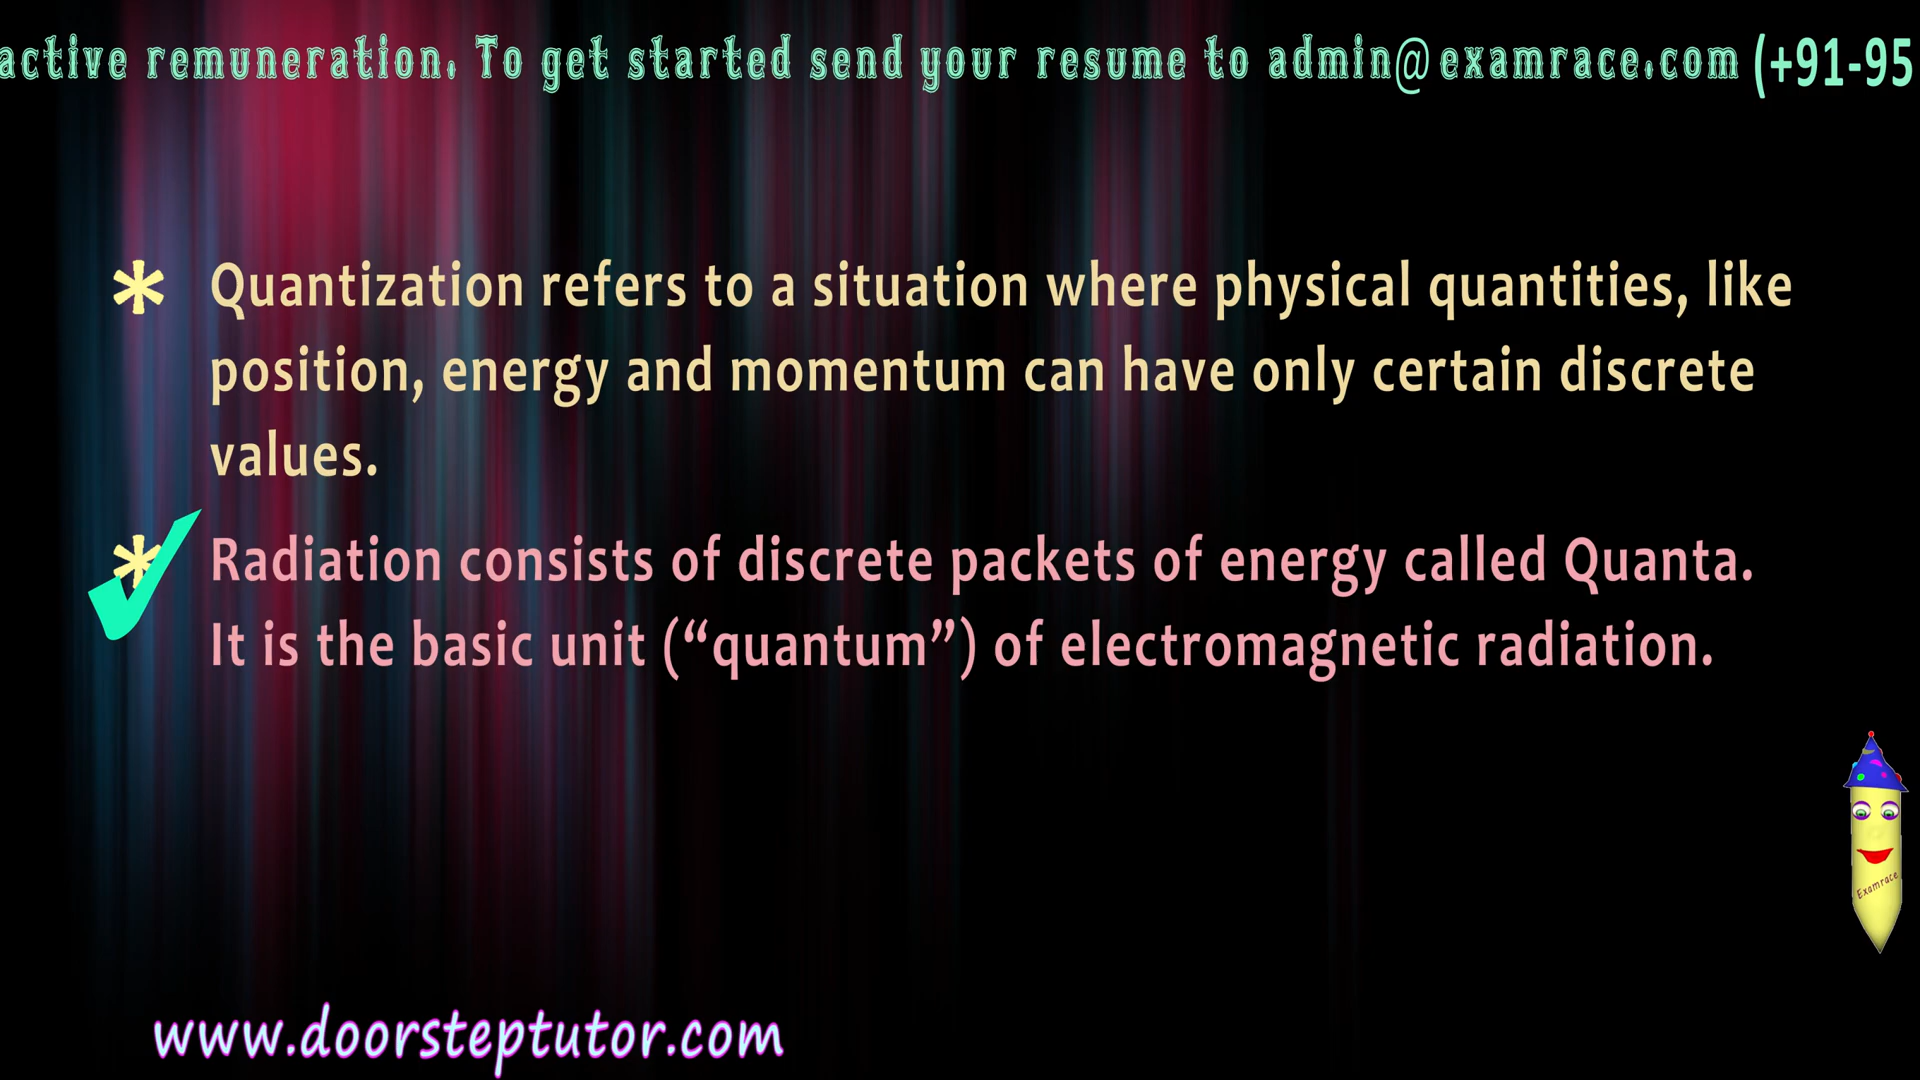 active remuneration. To get started send your resume to admin@examrace.com (+91-95
* Quantization refers to a situation where physical quantities, like
position, energy and momentum can have only certain discrete
values.
* Radiation consists of discrete packets of energy called Quanta.
It is the basic unit (“quantum”) of electromagnetic radiation.
Examrace
www.doorsteptutor.com